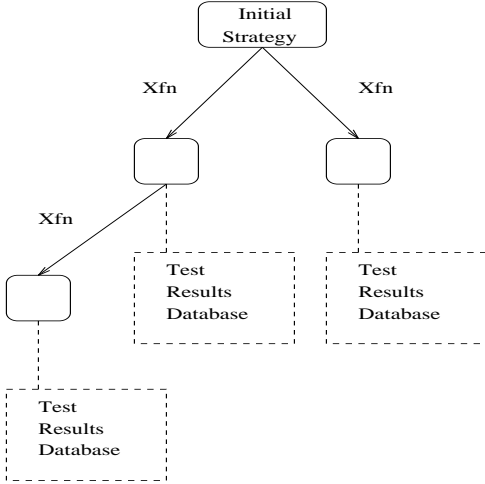 Initial
Strategy
Xfn
Xfn
Xfn
Test
Results
Database
Test
Results
Database
Test
Results
Database